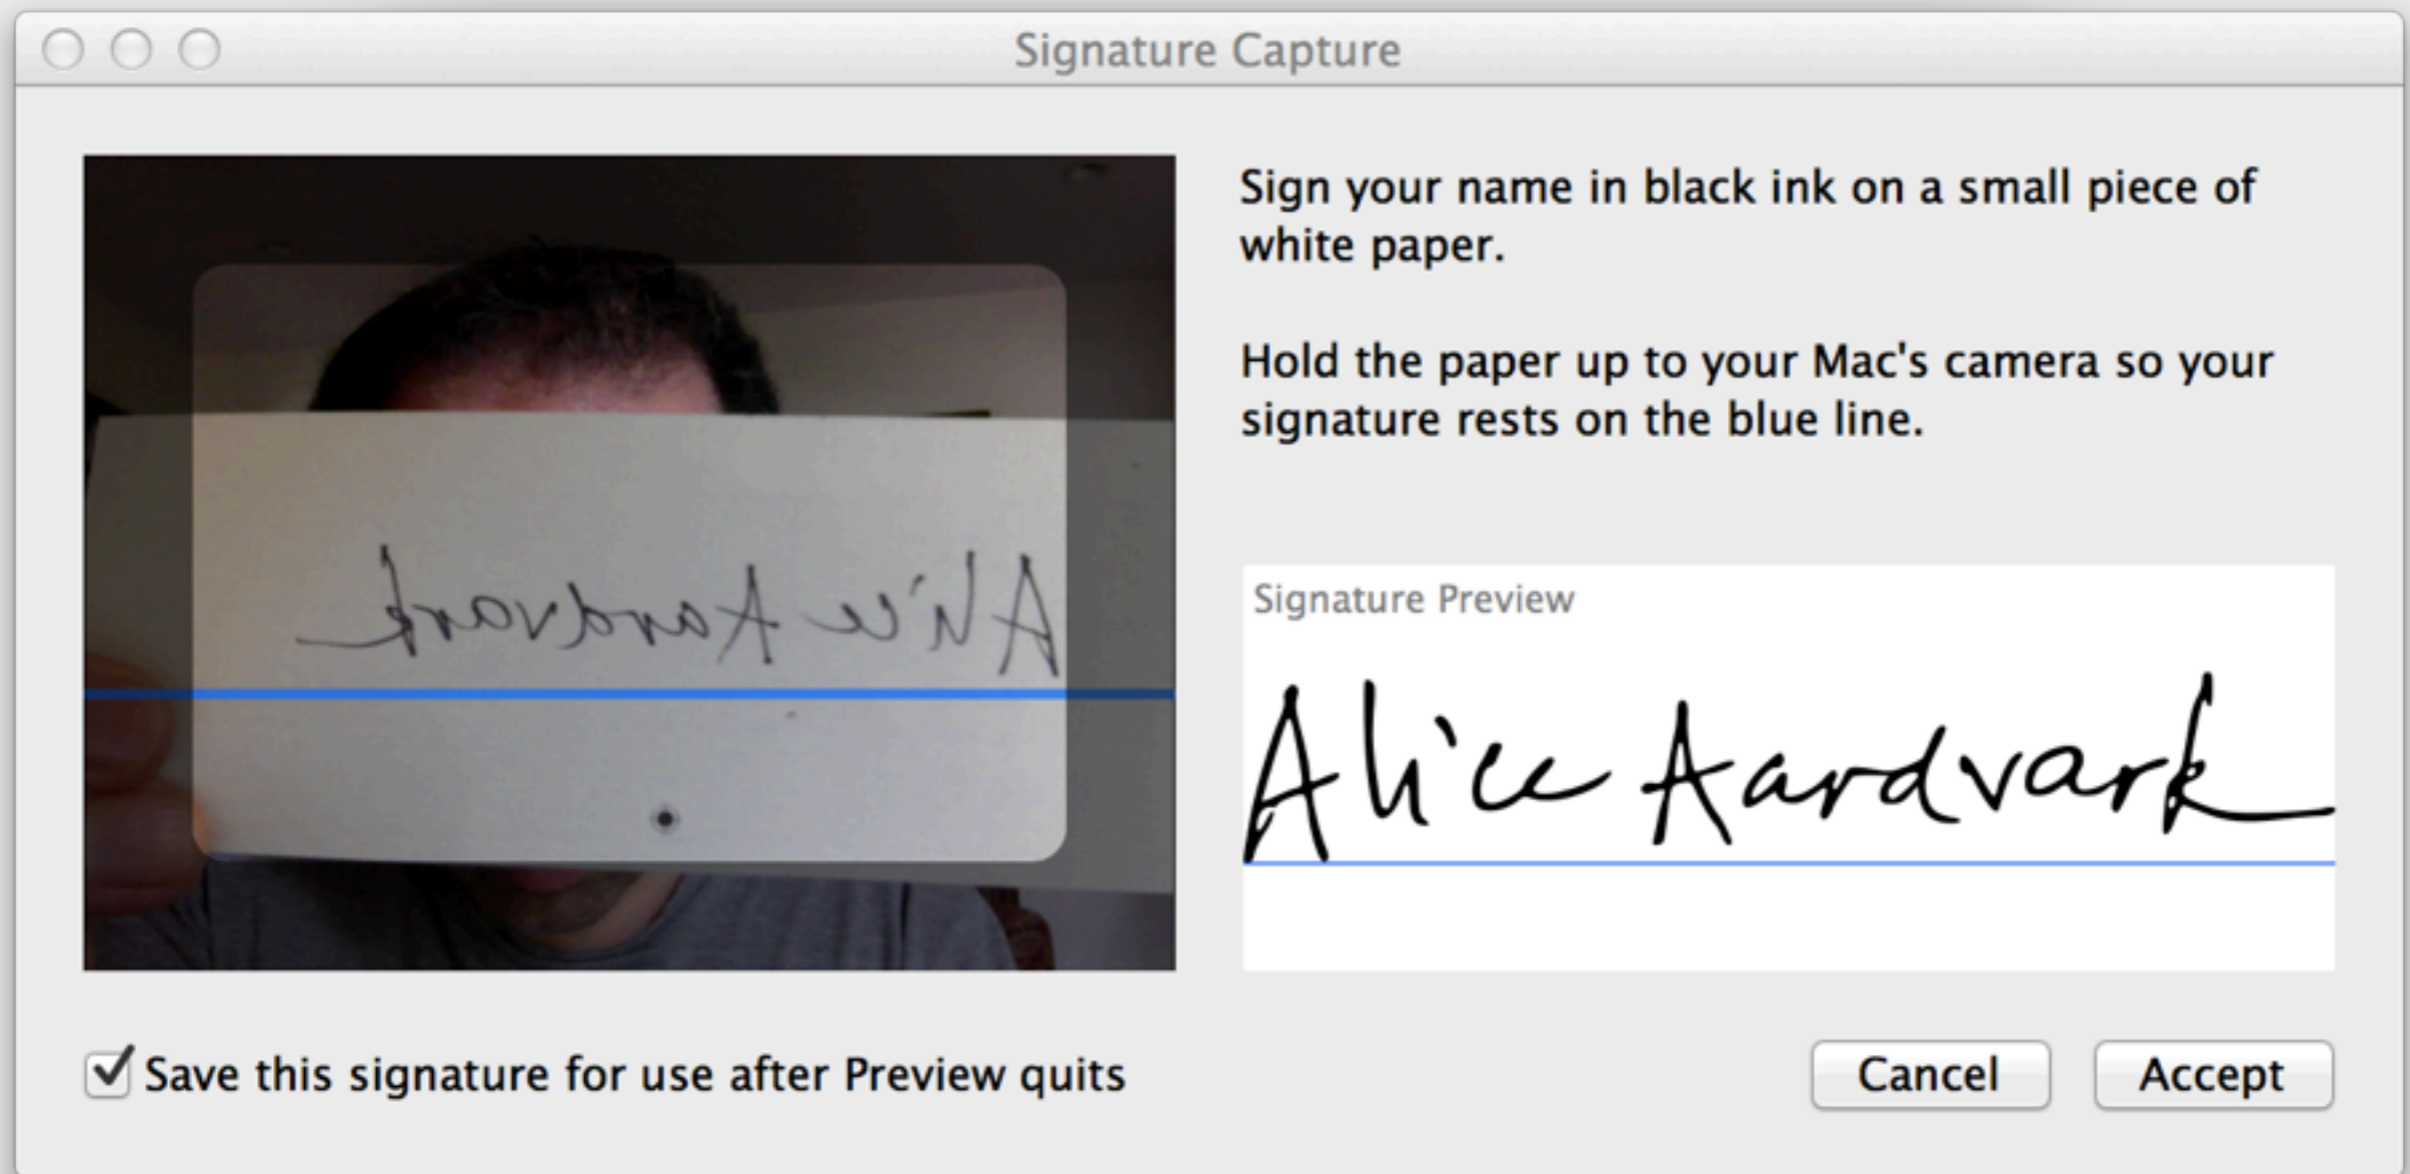 Signature Capture
Sign your name in black ink on a small piece of
white paper.
Hold the paper up to your Mac's camera so your
signature rests on the blue line.
Alice Aardvark
Signature Preview
Alice Aardvark
Save this signature for use after Preview quits
Cancel
Accept